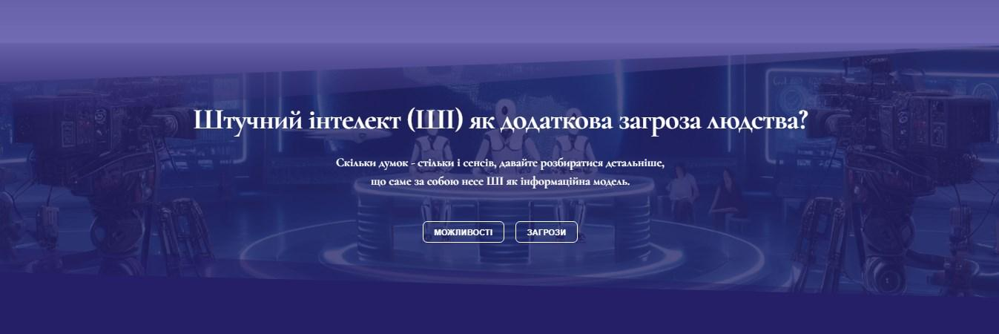 Штучний інтелект (ШІ) як додаткова загроза людства?
Скільки думок - стільки і сенсів, давайте розбиратися детальніше,
що саме за собою несе ШІ як інформаційна модель.
МОЖЛИВОСТІ
ЗАГРОЗИ